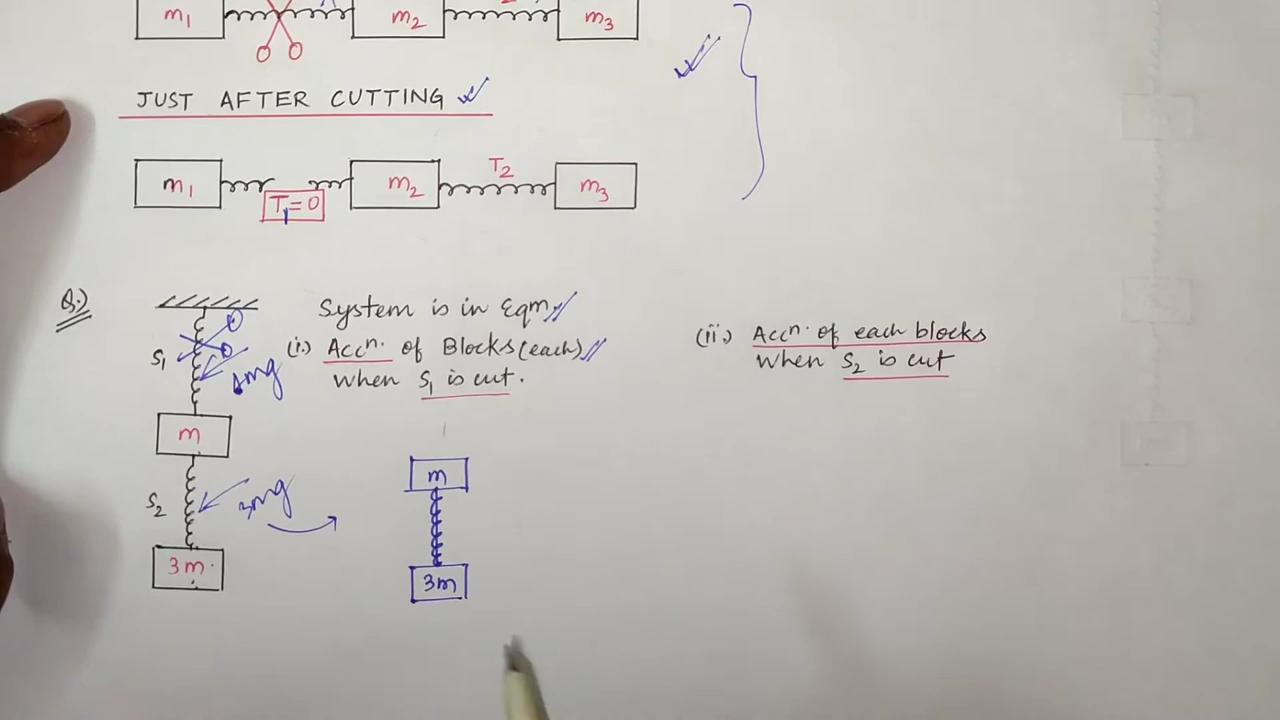 m₁ m₂ m₃
JUST AFTER CUTTING
T₂
m₁ m₂ m₃
T₁=0
Q.)
System is in Eqm
S₁
(i.) Accⁿ. of Blocks (each)
when S₁ is cut.
4mg
(ii.) Accⁿ. of each blocks
when S₂ is cut
m
m
S₂
3mg
3m
3m